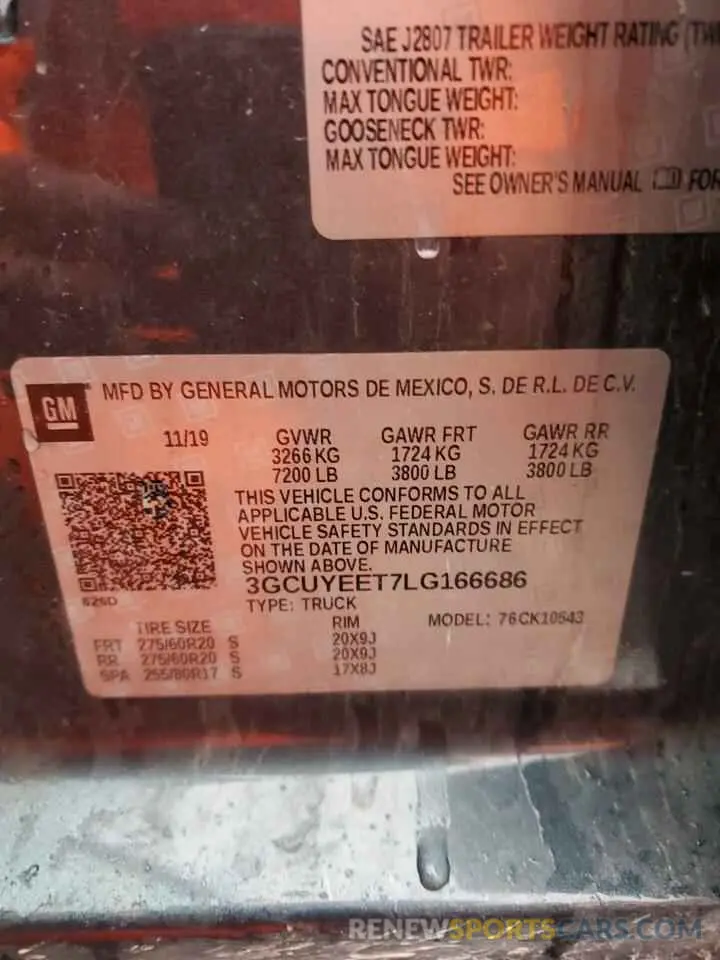 SAE J2807 TRAILER WEIGHT RATING (TW
CONVENTIONAL TWR:
MAX TONGUE WEIGHT:
GOOSENECK TWR:
MAX TONGUE WEIGHT:
SEE OWNER'S MANUAL FOR
GM MFD BY GENERAL MOTORS DE MEXICO, S. DE R.L. DE C.V.
11/19 GVWR GAWR FRT GAWR RR
3266 KG 1724 KG 1724 KG
7200 LB 3800 LB 3800 LB
THIS VEHICLE CONFORMS TO ALL
APPLICABLE U.S. FEDERAL MOTOR
VEHICLE SAFETY STANDARDS IN EFFECT
ON THE DATE OF MANUFACTURE
SHOWN ABOVE.
3GCUYEET7LG166686
626D
TYPE: TRUCK
MODEL: 76CK10543
TIRE SIZE RIM
FRT 275/60R20 S 20X9J
RR 275/60R20 S 20X9J
SPA 255/80R17 S 17X8J
RENEWSPORTSCARS.COM